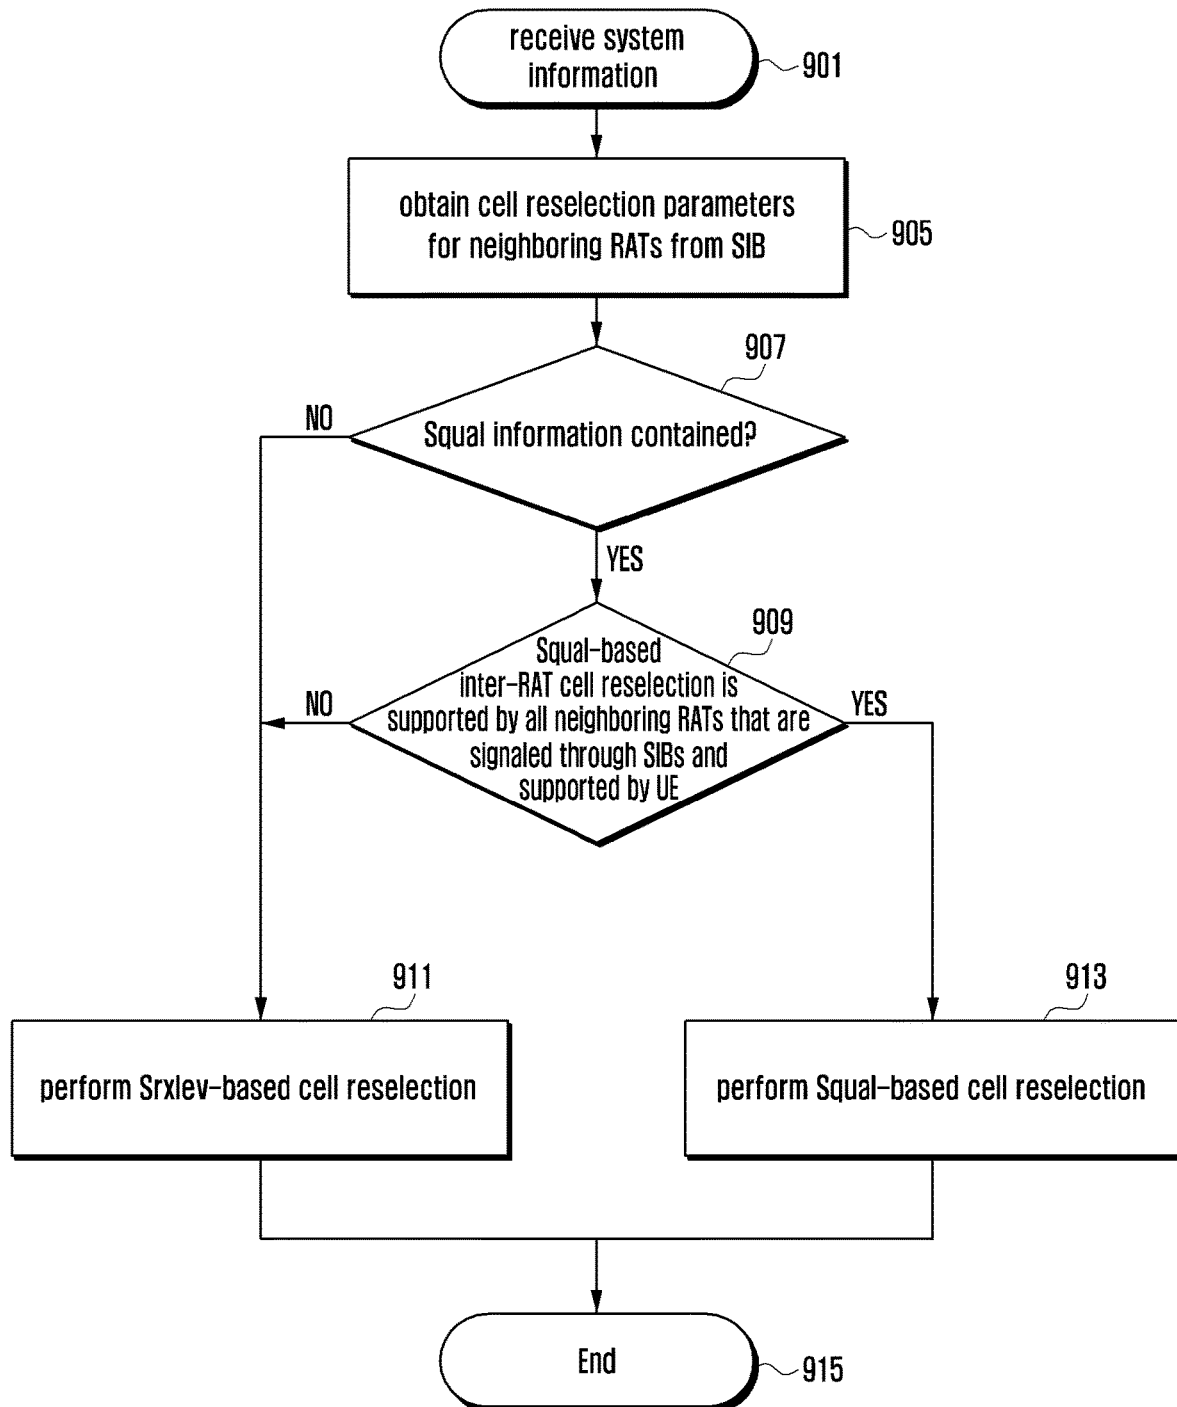 receive system
information
901
obtain cell reselection parameters
for neighboring RATs from SIB
905
907
NO
Squal information contained?
YES
909
Squal-based
inter-RAT cell reselection is
supported by all neighboring RATs that are
signaled through SIBs and
supported by UE
NO
YES
911
913
perform Srxlev-based cell reselection
perform Squal-based cell reselection
End
915